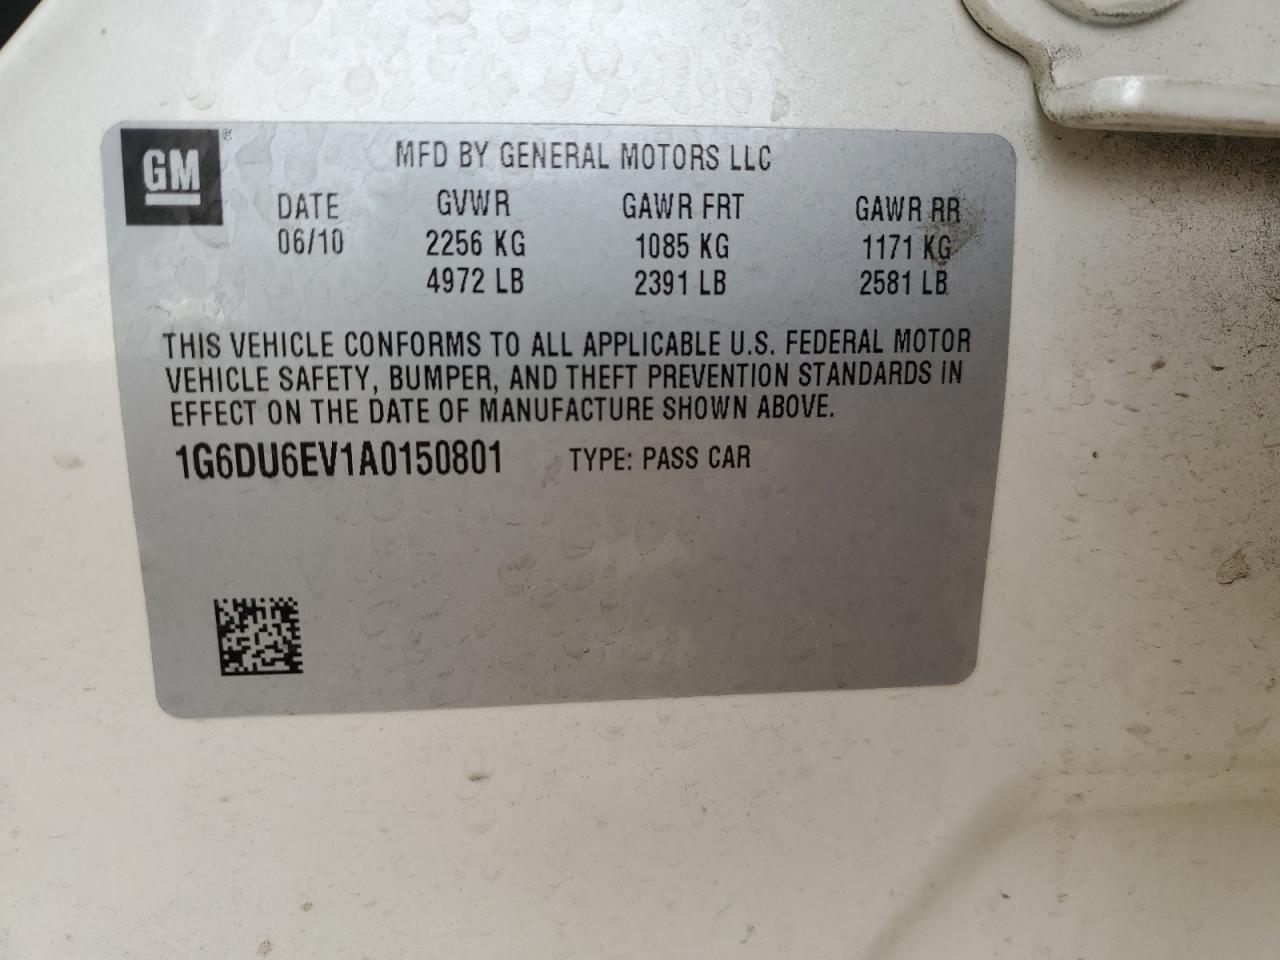 GM ®
MFD BY GENERAL MOTORS LLC
DATE GVWR GAWR FRT GAWR RR
06/10 2256 KG 1085 KG 1171 KG
4972 LB 2391 LB 2581 LB
THIS VEHICLE CONFORMS TO ALL APPLICABLE U.S. FEDERAL MOTOR
VEHICLE SAFETY, BUMPER, AND THEFT PREVENTION STANDARDS IN
EFFECT ON THE DATE OF MANUFACTURE SHOWN ABOVE.
1G6DU6EV1A0150801 TYPE: PASS CAR